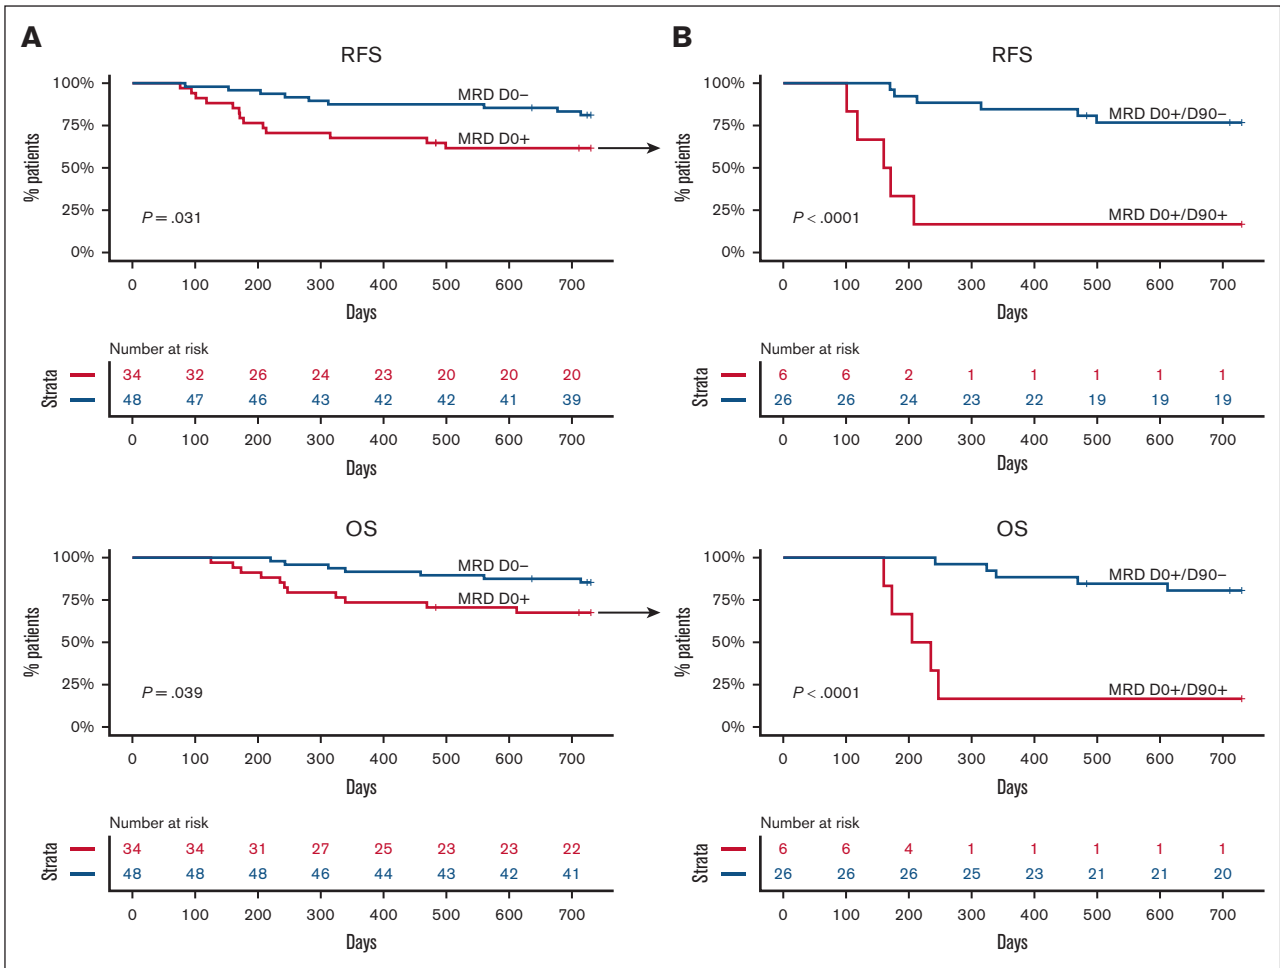 A
RFS
100%
75%
50%
25%
0%
% patients
MRD D0−
MRD D0+
P = .031
0 100 200 300 400 500 600 700
Days
Number at risk
Strata
34 32 26 24 23 20 20 20
48 47 46 43 42 42 41 39
0 100 200 300 400 500 600 700
Days
OS
100%
75%
50%
25%
0%
% patients
MRD D0−
MRD D0+
P = .039
0 100 200 300 400 500 600 700
Days
Number at risk
Strata
34 34 31 27 25 23 23 22
48 48 48 46 44 43 42 41
0 100 200 300 400 500 600 700
Days
B
RFS
100%
75%
50%
25%
0%
% patients
MRD D0+/D90−
MRD D0+/D90+
P < .0001
0 100 200 300 400 500 600 700
Days
Number at risk
Strata
6 6 2 1 1 1 1 1
26 26 24 23 22 19 19 19
0 100 200 300 400 500 600 700
Days
OS
100%
75%
50%
25%
0%
% patients
MRD D0+/D90−
MRD D0+/D90+
P < .0001
0 100 200 300 400 500 600 700
Days
Number at risk
Strata
6 6 4 1 1 1 1 1
26 26 26 25 23 21 21 20
0 100 200 300 400 500 600 700
Days